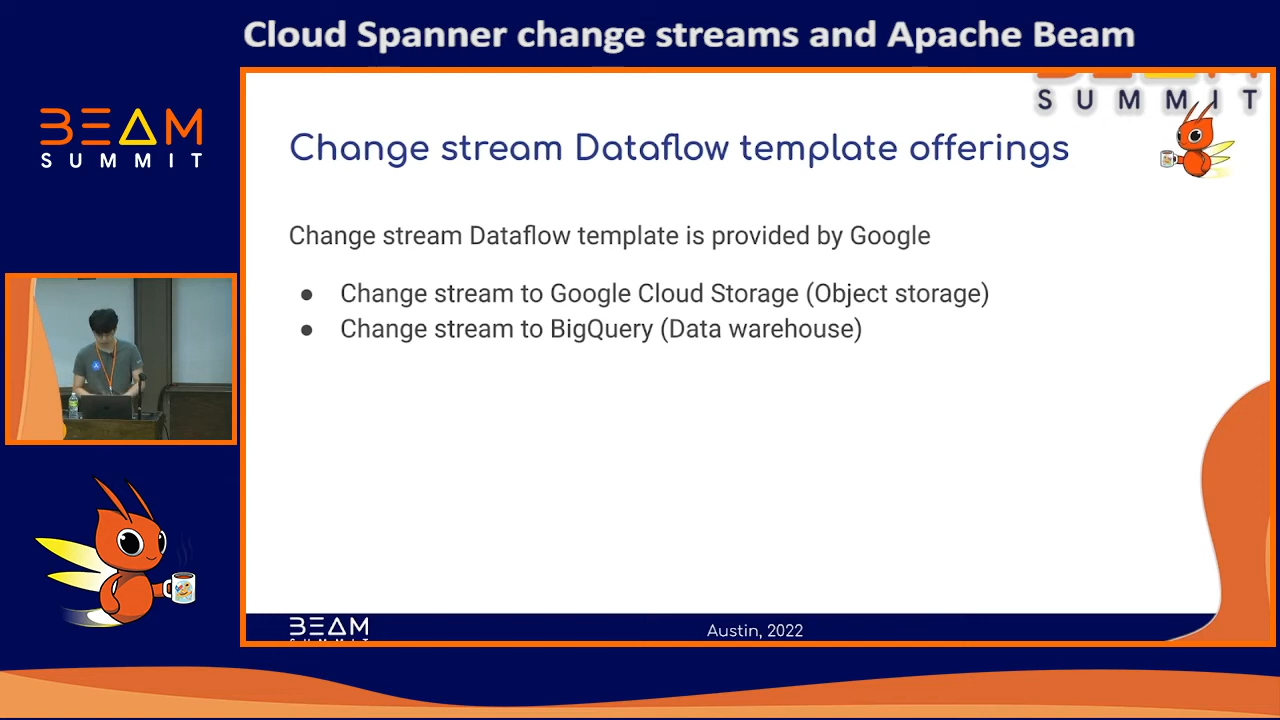 Cloud Spanner change streams and Apache Beam
BEAM
SUMMIT
SUMMIT
Change stream Dataflow template offerings
Change stream Dataflow template is provided by Google
● Change stream to Google Cloud Storage (Object storage)
● Change stream to BigQuery (Data warehouse)
BEAM
Austin, 2022